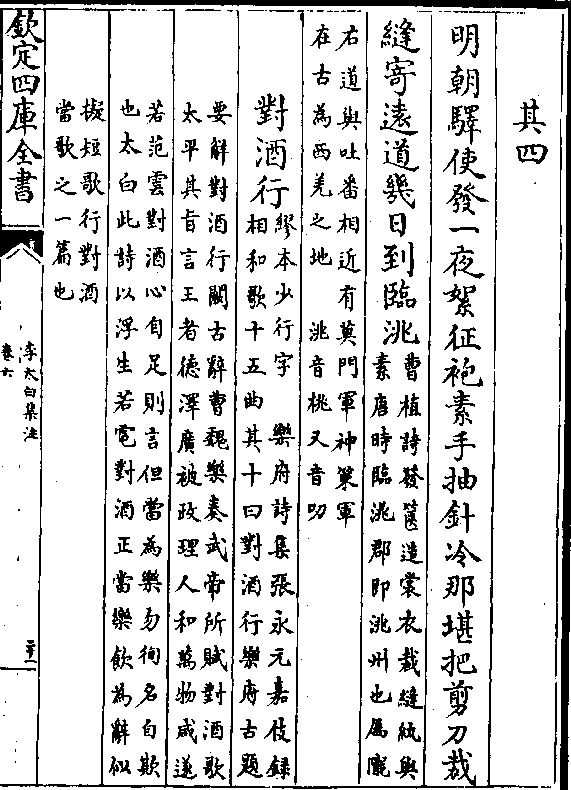 其四
明朝驛使發一夜絮征袍素手抽針冷那堪把剪刀裁
縫寄遠道幾日到臨洮
曹植詩發篋造裳衣裁縫紈與
素唐時臨洮郡即洮州也屬隴
右道與吐番相近有莫門軍神策軍
在古為西羌之地　洮音桃又音叨
對酒行
繆本少行字　樂府詩集張永元嘉伎録
相和歌十五曲其十曰對酒行樂府古題
要解對酒行闕古辭曹魏樂奏武帝所賦對酒歌
太平其旨言王者德澤廣被政理人和萬物咸遂
若范雲對酒心自足則言但當為樂勿徇名自欺
也太白此詩以浮生若電對酒正當樂飲為辭似
擬短歌行對酒
當歌之一篇也
欽定四庫全書
李太白集注
卷六
二十二